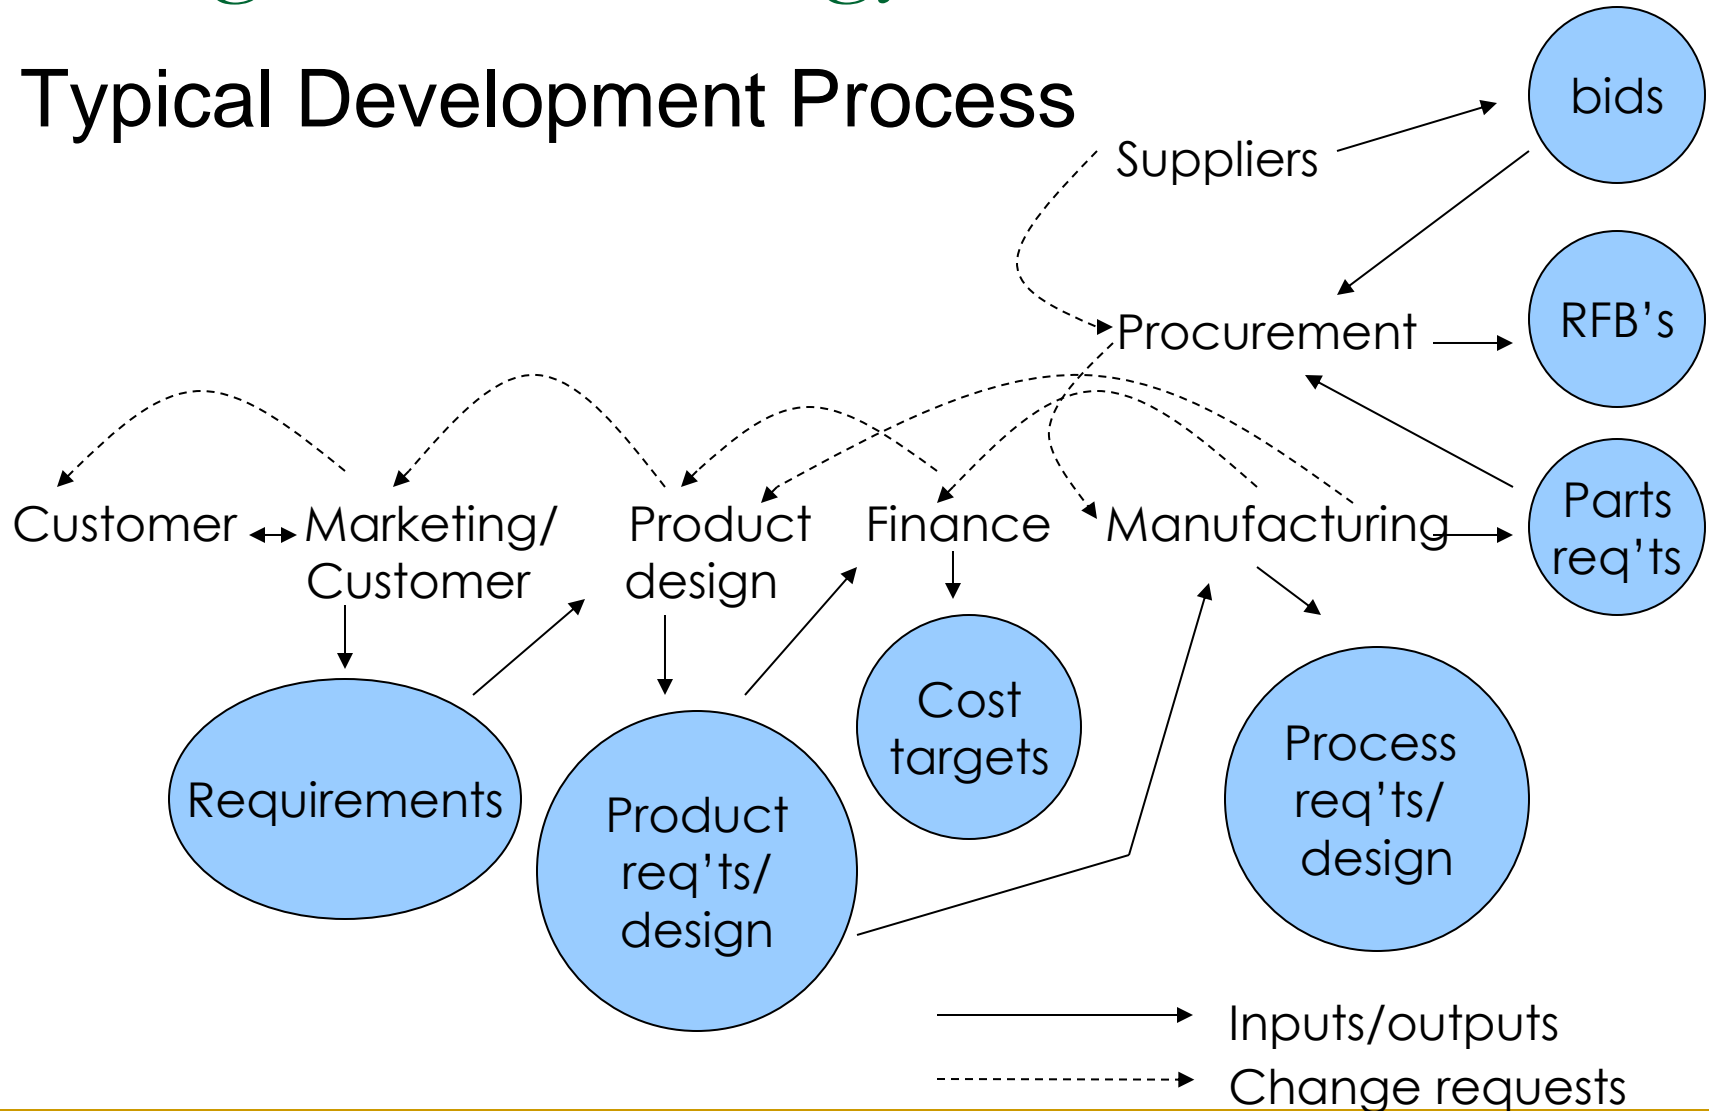 Typical Development Process
bids
Suppliers
RFB's
Procurement
Customer
Marketing/
Customer
Product
design
Finance
Manufacturing
Parts
req'ts
Requirements
Product
req'ts/
design
Cost
targets
Process
req'ts/
design
Inputs/outputs
Change requests